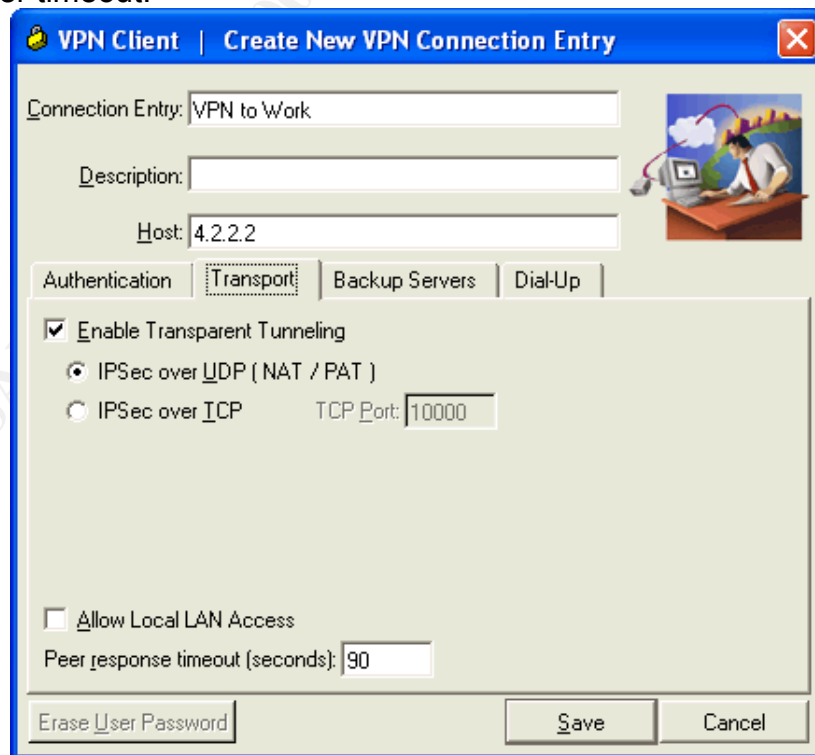 er timeout.
VPN Client | Create New VPN Connection Entry
Connection Entry: VPN to Work
Description:
Host: 4.2.2.2
Authentication Transport Backup Servers Dial-Up
Enable Transparent Tunneling
IPSec over UDP ( NAT / PAT )
IPSec over TCP TCP Port: 10000
Allow Local LAN Access
Peer response timeout (seconds): 90
Erase User Password Save Cancel